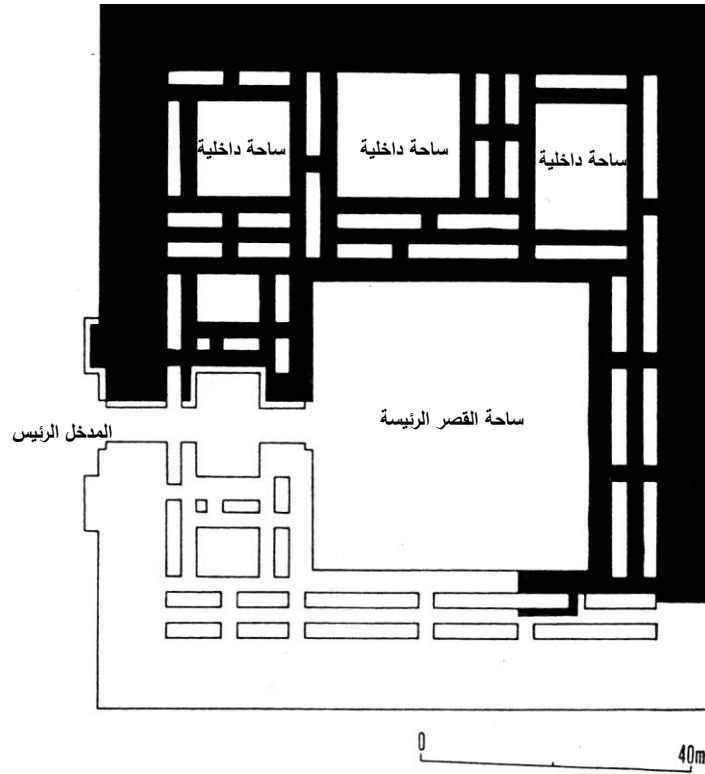 ساحة داخلية
ساحة داخلية
ساحة داخلية
ساحة القصر الرئيسة
المدخل الرئيس
0 40m